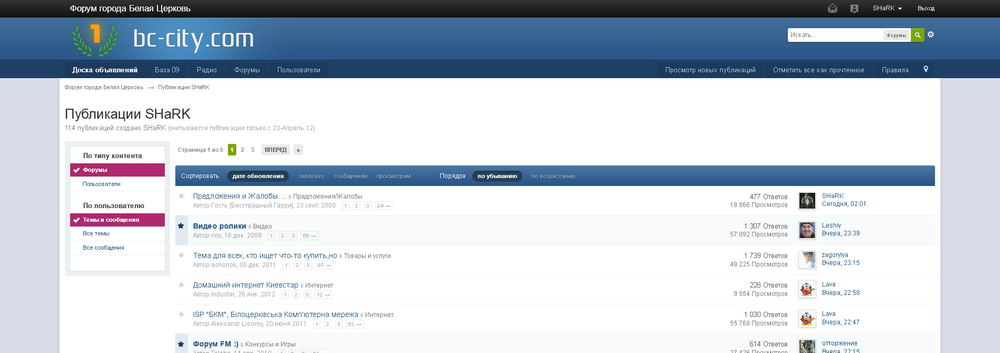 Форум города Белая Церковь SHaRK Выход
1 bc-city.com Искать... Форумы
Доска объявлений База 09 Радио Форумы Пользователи Просмотр новых публикаций Отметить все как прочтенное Правила
Форум города Белая Церковь → Публикации SHaRK
Публикации SHaRK
114 публикаций создано SHaRK (учитываются публикации только с 23-Апрель 12)
По типу контента
Форумы
Пользователи
По пользователю
Темы и сообщения
Все темы
Все сообщения
Страница 1 из 5 1 2 3 ВПЕРЕД »
Сортировать дате обновления заголовку сообщениям просмотрам Порядок по убыванию по возрастанию
Предложения и Жалобы.... в Предложения/Жалобы 477 Ответов SHaRK
Автор Гость [Бесстрашный Гарри], 23 сент. 2009 1 2 3 24 → 18 566 Просмотров Сегодня, 02:01
Видео ролики в Видео 1 307 Ответов Leshiy
Автор nox, 16 дек. 2009 1 2 3 66 → 57 092 Просмотров Вчера, 23:39
Тема для всех, кто ищет что-то купить,но в Товары и услуги 1 739 Ответов zagorylya
Автор ashonok, 05 дек. 2011 1 2 3 87 → 48 225 Просмотров Вчера, 23:15
Домашний интернет Киевстар в Интернет 228 Ответов Lava
Автор Industar, 26 янв. 2012 1 2 3 12 → 9 554 Просмотров Вчера, 22:58
ISP "БКМ", Білоцерківська Комп'ютерна мережа в Интернет 1 030 Ответов Lava
Автор Aleksandr Lisovoy, 20 июня 2011 1 2 3 52 → 55 768 Просмотров Вчера, 22:47
Форум FM :) в Конкурсы и Игры 614 Ответов отторжение